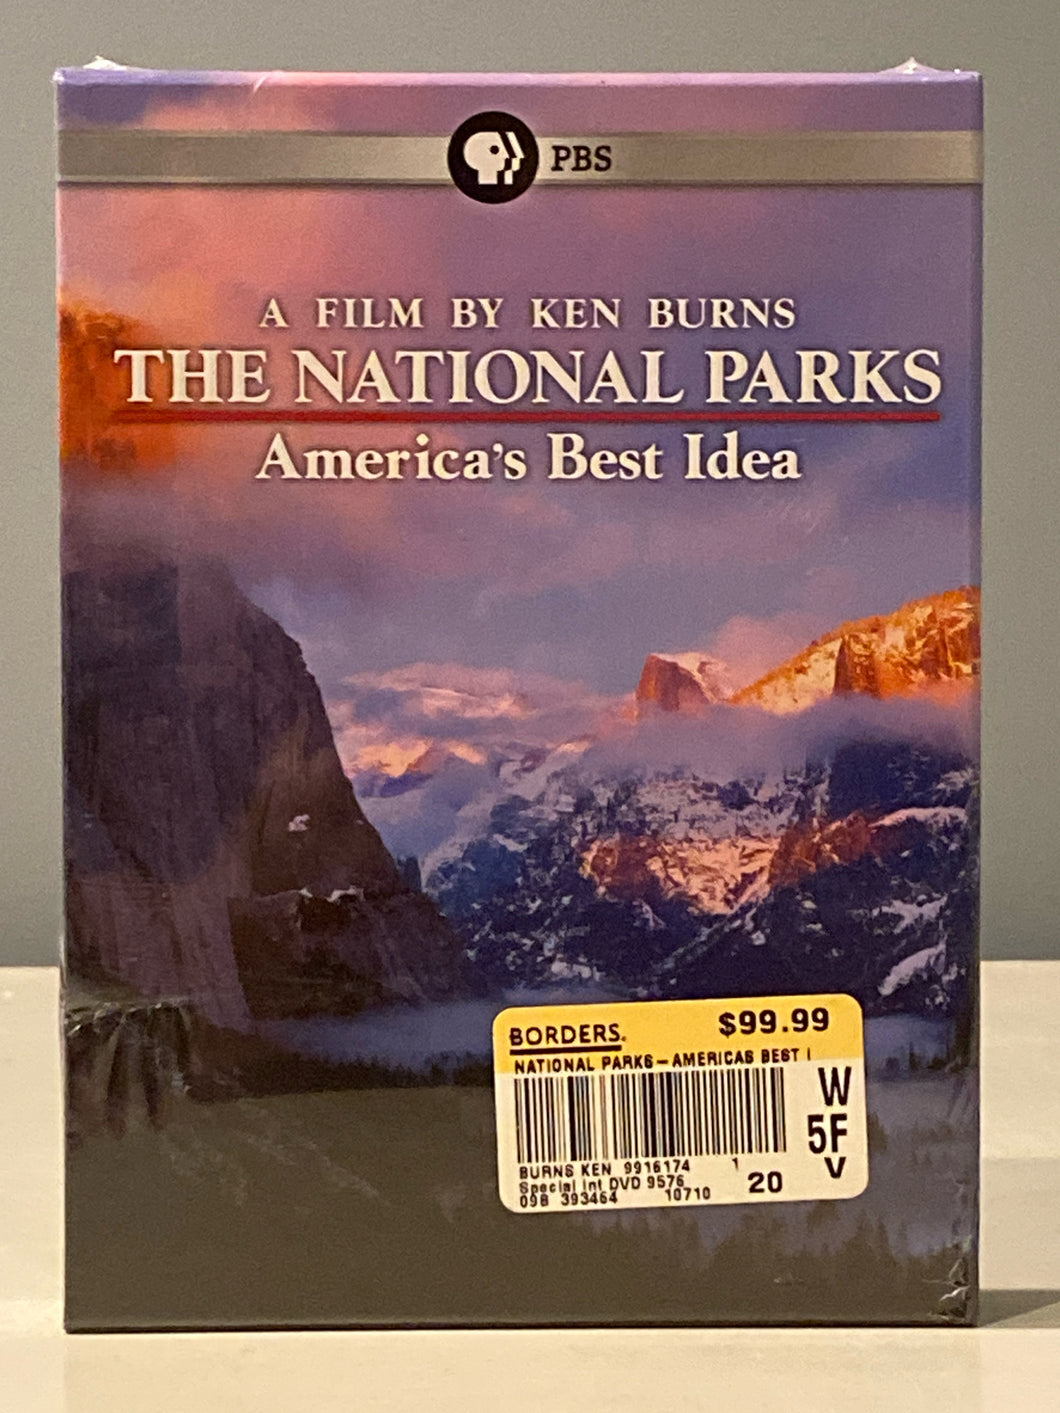 PBS
A FILM BY KEN BURNS
THE NATIONAL PARKS
America's Best Idea
BORDERS. $99.99
NATIONAL PARKS-AMERICAS BEST I
W
5F
V
BURNS KEN 9916174 1
Special Int DVD 9576
098 393464 10710 20